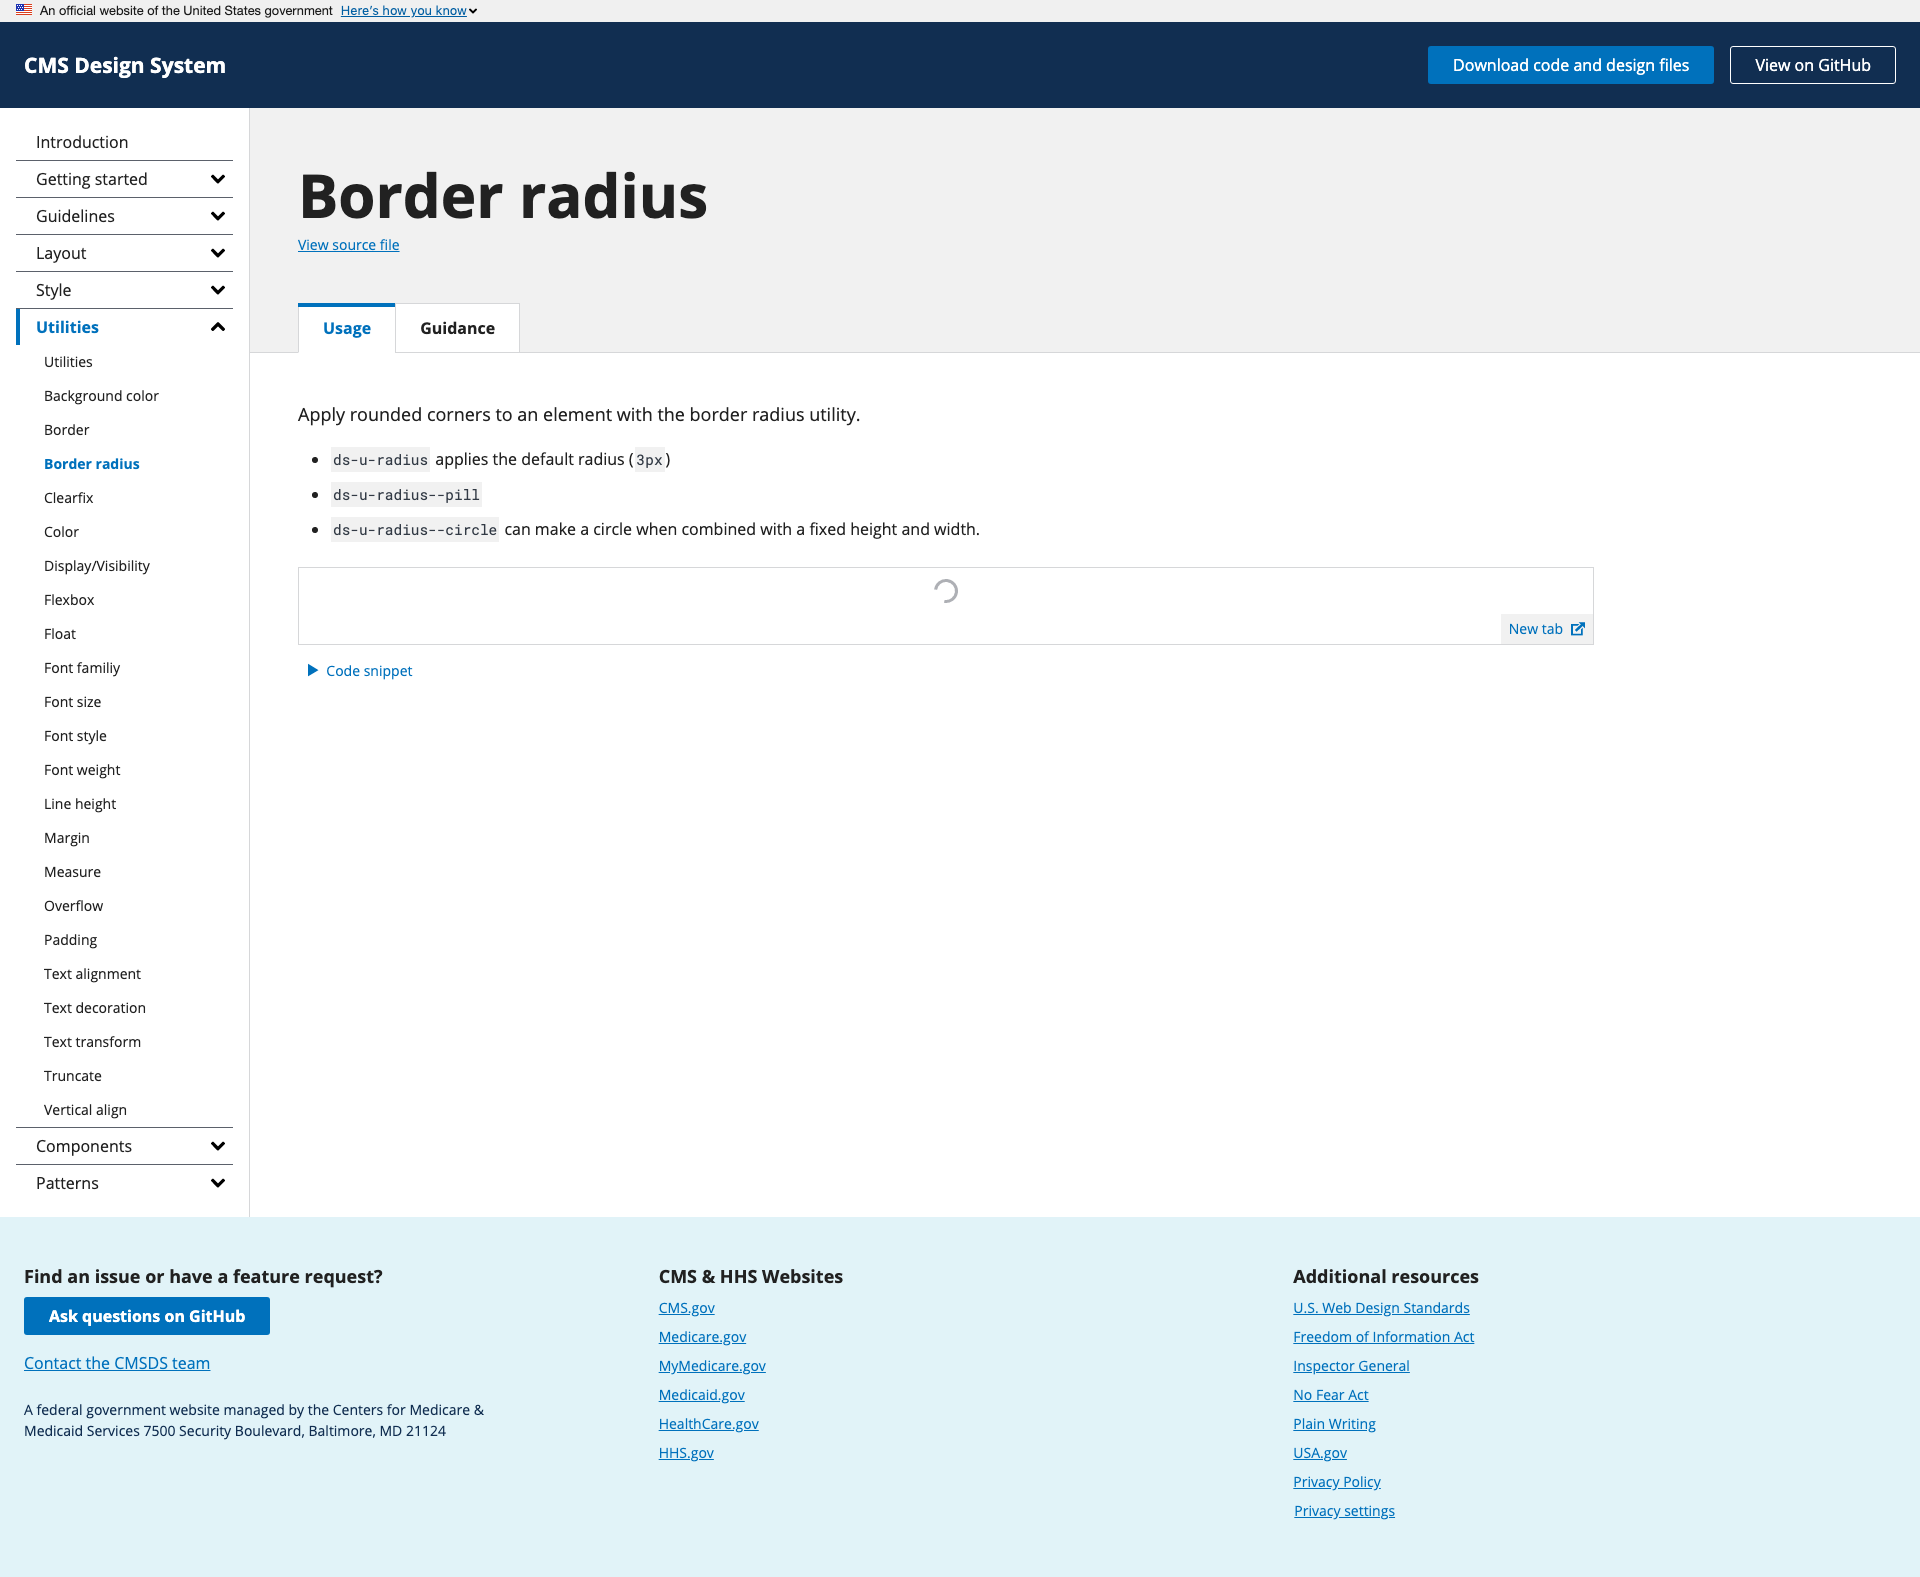 An official website of the United States government Here's how you know
CMS Design System
Download code and design files
View on GitHub
Introduction
Getting started
Guidelines
Layout
Style
Utilities
Utilities
Background color
Border
Border radius
Clearfix
Color
Display/Visibility
Flexbox
Float
Font familiy
Font size
Font style
Font weight
Line height
Margin
Measure
Overflow
Padding
Text alignment
Text decoration
Text transform
Truncate
Vertical align
Components
Patterns
Border radius
View source file
Usage
Guidance
Apply rounded corners to an element with the border radius utility.
ds-u-radius applies the default radius (3px)
ds-u-radius--pill
ds-u-radius--circle can make a circle when combined with a fixed height and width.
New tab
Code snippet
Find an issue or have a feature request?
Ask questions on GitHub
Contact the CMSDS team
A federal government website managed by the Centers for Medicare &
Medicaid Services 7500 Security Boulevard, Baltimore, MD 21124
CMS & HHS Websites
CMS.gov
Medicare.gov
MyMedicare.gov
Medicaid.gov
HealthCare.gov
HHS.gov
Additional resources
U.S. Web Design Standards
Freedom of Information Act
Inspector General
No Fear Act
Plain Writing
USA.gov
Privacy Policy
Privacy settings